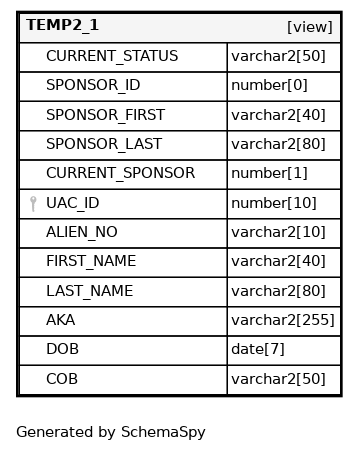 TEMP2_1 [view]
CURRENT_STATUS varchar2[50]
SPONSOR_ID number[0]
SPONSOR_FIRST varchar2[40]
SPONSOR_LAST varchar2[80]
CURRENT_SPONSOR number[1]
UAC_ID number[10]
ALIEN_NO varchar2[10]
FIRST_NAME varchar2[40]
LAST_NAME varchar2[80]
AKA varchar2[255]
DOB date[7]
COB varchar2[50]
Generated by SchemaSpy